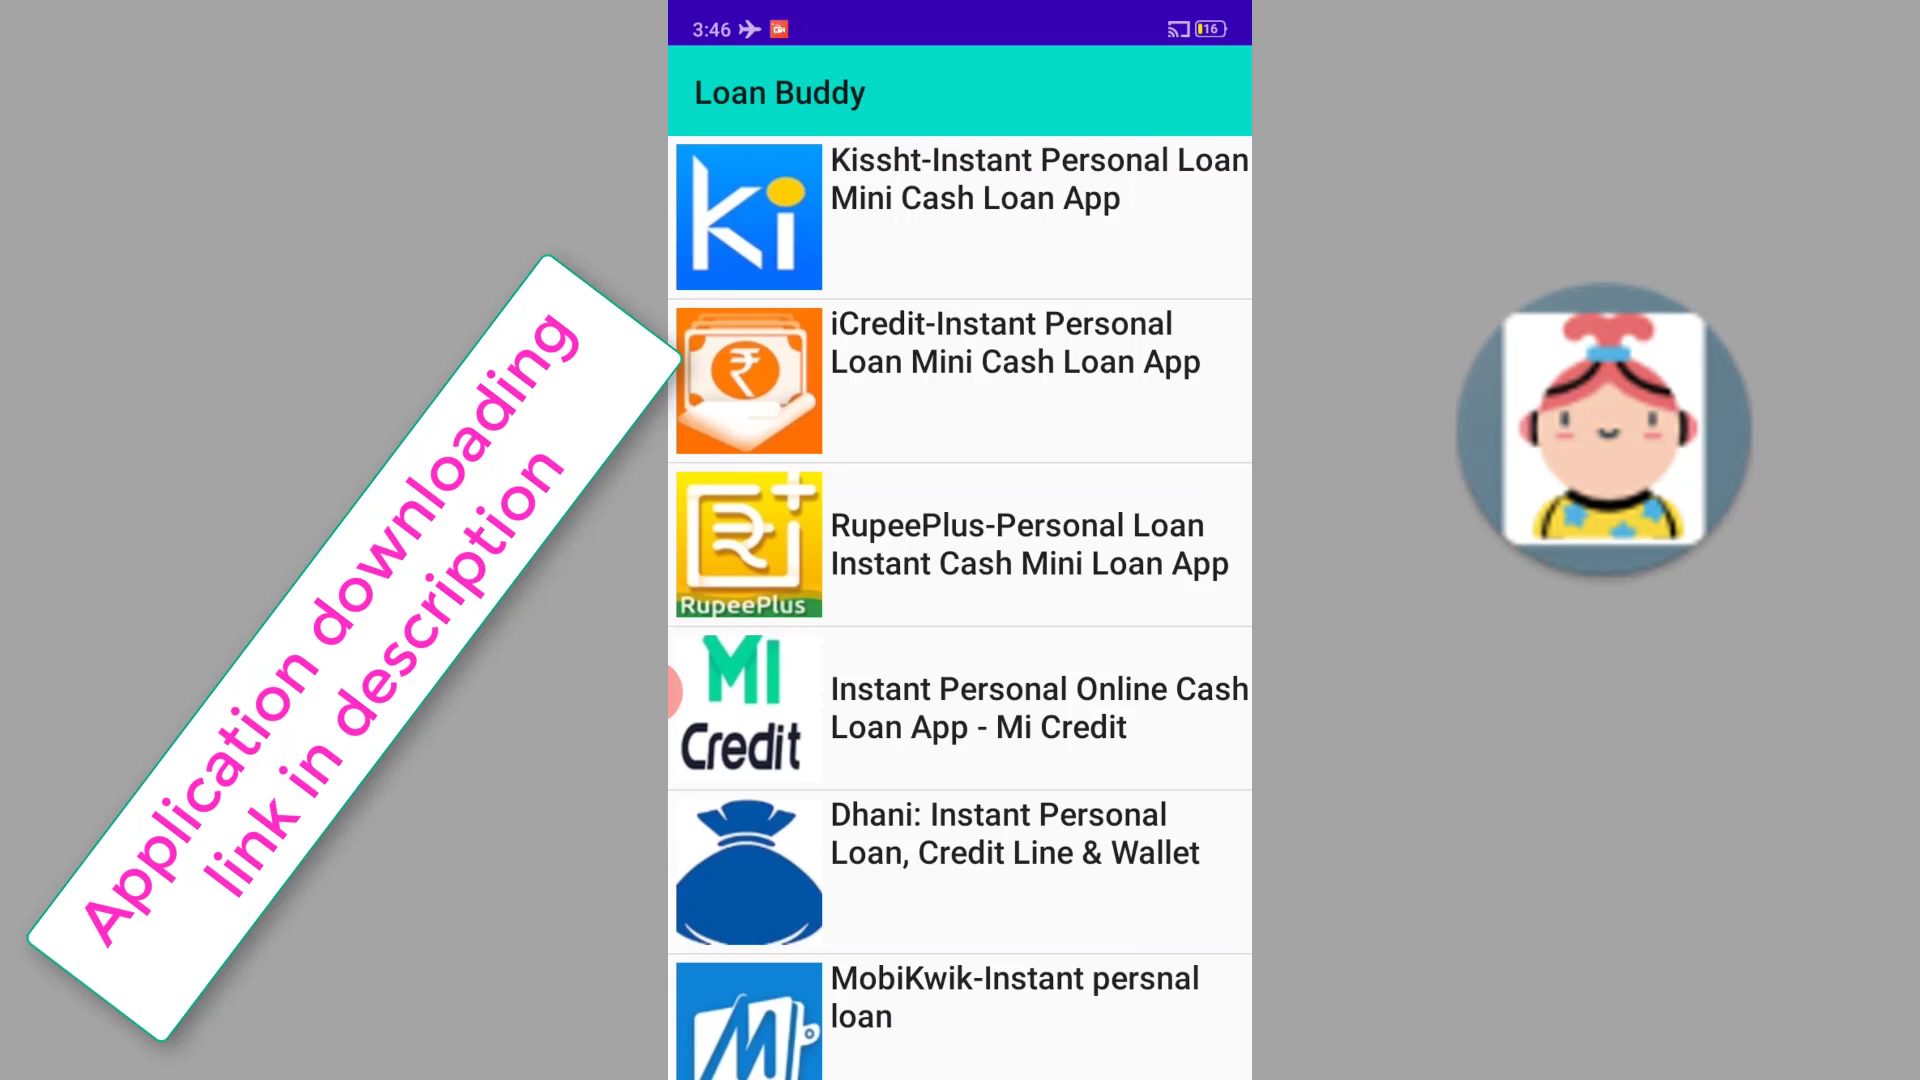 3:46
16
Loan Buddy
Ki
Kissht-Instant Personal Loan
Mini Cash Loan App
₹
iCredit-Instant Personal
Loan Mini Cash Loan App
RupeePlus
RupeePlus-Personal Loan
Instant Cash Mini Loan App
MI
Credit
Instant Personal Online Cash
Loan App - Mi Credit
Dhani: Instant Personal
Loan, Credit Line & Wallet
M
MobiKwik-Instant persnal
loan
Application downloading
link in description